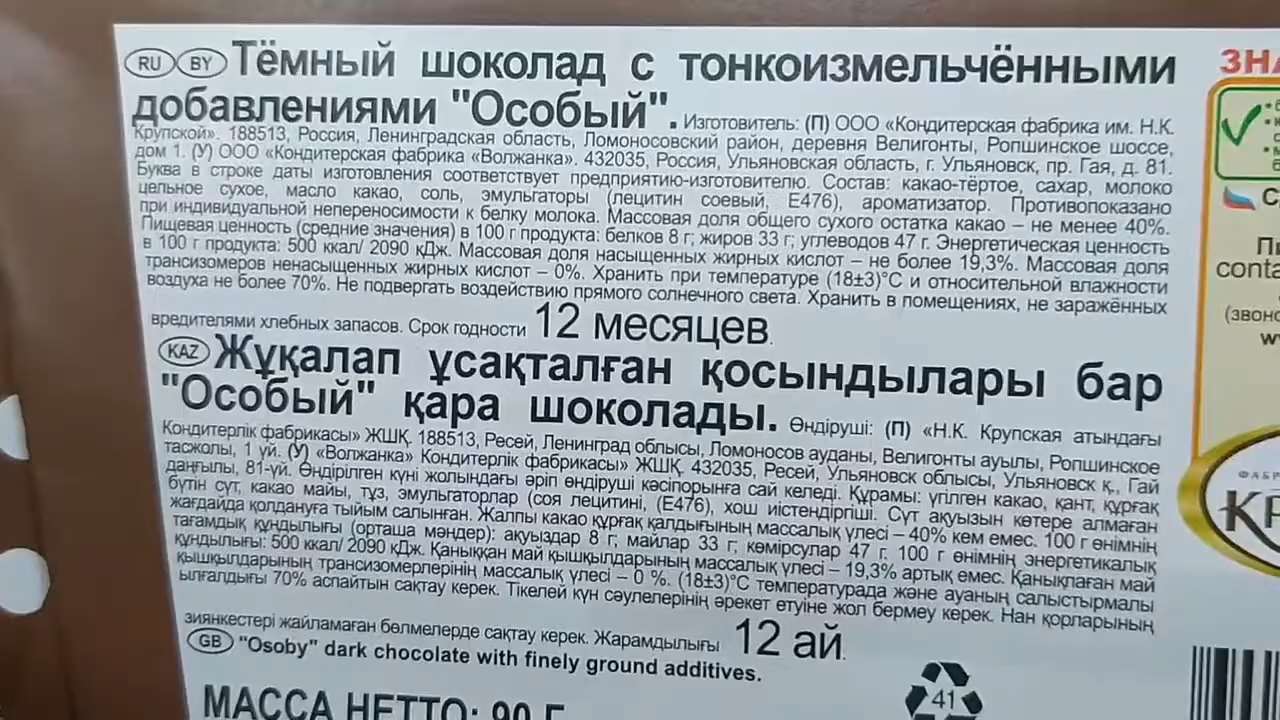 RU BY Тёмный шоколад с тонкоизмельчёнными
добавлениями "Особый". Изготовитель: (П) ООО «Кондитерская фабрика им. Н.К.
Крупской». 188513, Россия, Ленинградская область, Ломоносовский район, деревня Велигонты, Ропшинское шоссе,
дом 1. (У) ООО «Кондитерская фабрика «Волжанка». 432035, Россия, Ульяновская область, г. Ульяновск, пр. Гая, д. 81.
Буква в строке даты изготовления соответствует предприятию-изготовителю. Состав: какао-тёртое, сахар, молоко
цельное сухое, масло какао, соль, эмульгаторы (лецитин соевый, Е476), ароматизатор. Противопоказано
при индивидуальной непереносимости к белку молока. Массовая доля общего сухого остатка какао – не менее 40%.
Пищевая ценность (средние значения) в 100 г продукта: белков 8 г; жиров 33 г; углеводов 47 г. Энергетическая ценность
в 100 г продукта: 500 ккал/ 2090 кДж. Массовая доля насыщенных жирных кислот – не более 19,3%. Массовая доля
трансизомеров ненасыщенных жирных кислот – 0%. Хранить при температуре (18±3)°С и относительной влажности
воздуха не более 70%. Не подвергать воздействию прямого солнечного света. Хранить в помещениях, не заражённых
вредителями хлебных запасов. Срок годности 12 месяцев.
KAZ Жұқалап ұсақталған қосындылары бар
"Особый" қара шоколады. Өндіруші: (П) «Н.К. Крупская атындағы
Кондитерлік фабрикасы» ЖШҚ. 188513, Ресей, Ленинград облысы, Ломоносов ауданы, Велигонты ауылы, Ропшинское
тасжолы, 1 үй. (У) «Волжанка» Кондитерлік фабрикасы» ЖШҚ. 432035, Ресей, Ульяновск облысы, Ульяновск қ., Гай
даңғылы, 81-үй. Өндірілген күні жолындағы әріп өндіруші кәсіпорынға сай келеді. Құрамы: үгілген какао, қант, құрғақ
бүтін сүт, какао майы, тұз, эмульгаторлар (соя лецитині, (Е476), хош иістендіргіші. Сүт ақуызын көтере алмаған
жағдайда қолдануға тыйым салынған. Жалпы какао құрғақ қалдығының массалық үлесі – 40% кем емес. 100 г өнімнің
тағамдық құндылығы (орташа мәндер): ақуыздар 8 г; майлар 33 г; көмірсулар 47 г. 100 г өнімнің энергетикалық
құндылығы: 500 ккал/ 2090 кДж. Қаныққан май қышқылдарының массалық үлесі – 19,3% артық емес. Қанықпаған май
қышқылдарының трансизомерлерінің массалық үлесі – 0 %. (18±3)°С температурада және ауаның салыстырмалы
ылғалдығы 70% аспайтын сақтау керек. Тікелей күн сәулелерінің әрекет етуіне жол бермеу керек. Нан қорларының
зиянкестері жайламаған бөлмелерде сақтау керек. Жарамдылығы 12 ай.
GB "Osoby" dark chocolate with finely ground additives.
МАССА НЕТТО: 90 Г
41